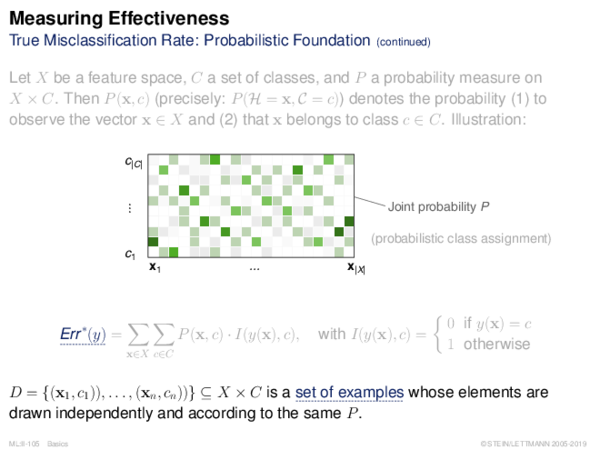 Measuring Effectiveness
True Misclassification Rate: Probabilistic Foundation (continued)
Let X be a feature space, C a set of classes, and P a probability measure on
X × C. Then P(x, c) (precisely: P(H = x, C = c)) denotes the probability (1) to
observe the vector x ∈ X and (2) that x belongs to class c ∈ C. Illustration:
c|C|
⋮
c1
x1 ... x|X|
Joint probability P
(probabilistic class assignment)
Err*(y) = ∑x∈X ∑c∈C P(x, c) · I(y(x), c), with I(y(x), c) = { 0 if y(x) = c
1 otherwise
D = {(x1, c1)), . . . , (xn, cn))} ⊆ X × C is a set of examples whose elements are
drawn independently and according to the same P.
ML:II-105 Basics © STEIN/LETTMANN 2005-2019